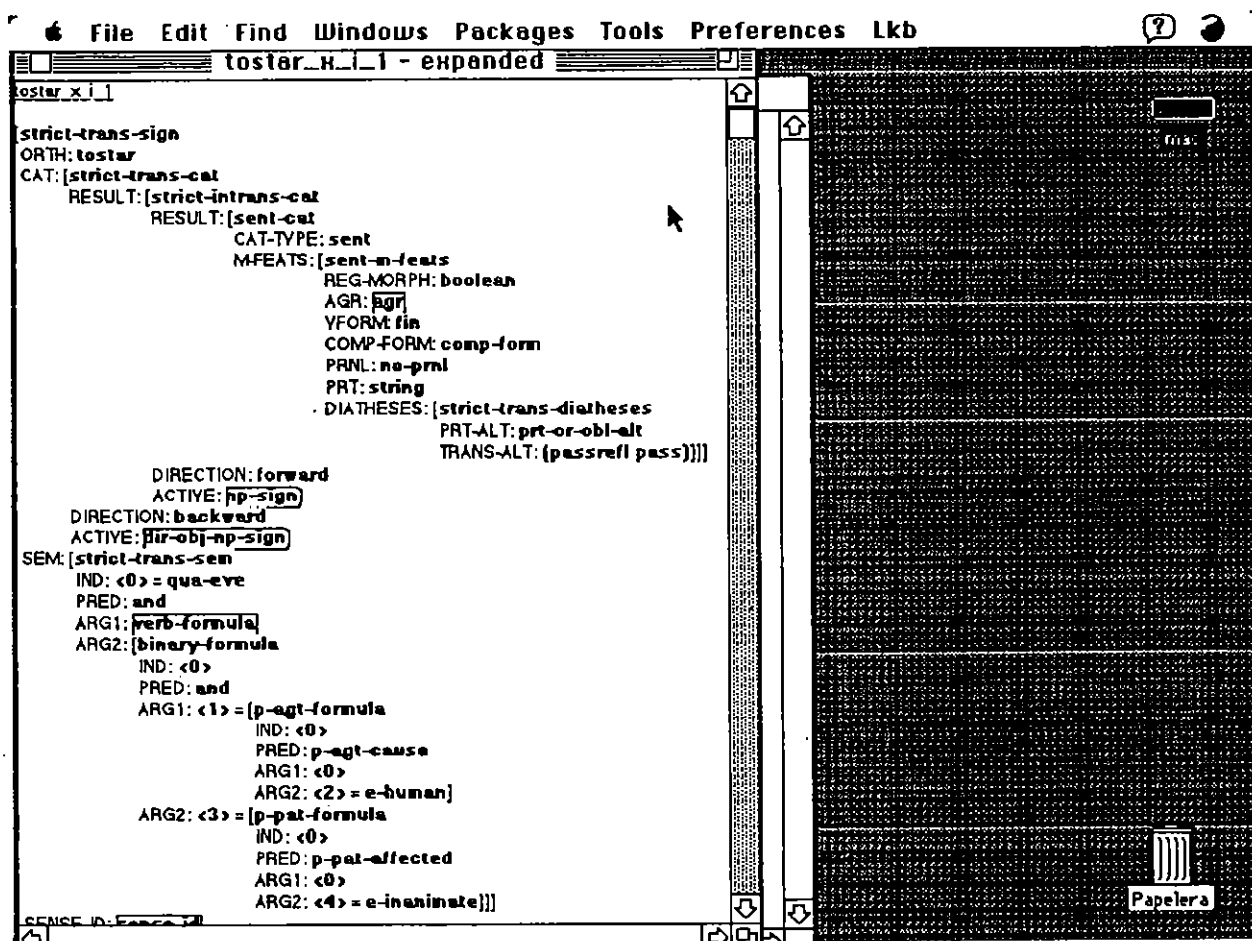 File Edit Find Windows Packages Tools Preferences Lkb
tostar_x_i_1 - expanded
tostar_x_i_1
[strict-trans-sign
ORTH: tostar
CAT: [strict-trans-cat
RESULT: [strict-intrans-cat
RESULT: [sent-cat
CAT-TYPE: sent
M-FEATS: [sent-m-feats
REG-MORPH: boolean
AGR: agr
VFORM: fin
COMP-FORM: comp-form
PRNL: no-prnl
PRT: string
DIATHESES: [strict-trans-diatheses
PRT-ALT: prt-or-obl-alt
TRANS-ALT: (passrefl pass)]]]
DIRECTION: forward
ACTIVE: np-sign]
DIRECTION: backward
ACTIVE: dir-obj-np-sign]
SEM: [strict-trans-sem
IND: <0> = qua-eve
PRED: and
ARG1: verb-formula
ARG2: [binary-formula
IND: <0>
PRED: and
ARG1: <1> = [p-agt-formula
IND: <0>
PRED: p-agt-cause
ARG1: <0>
ARG2: <2> = e-human]
ARG2: <3> = [p-pat-formula
IND: <0>
PRED: p-pat-affected
ARG1: <0>
ARG2: <4> = e-inanimate]]]
SENSE-ID: sense-id
Papelera